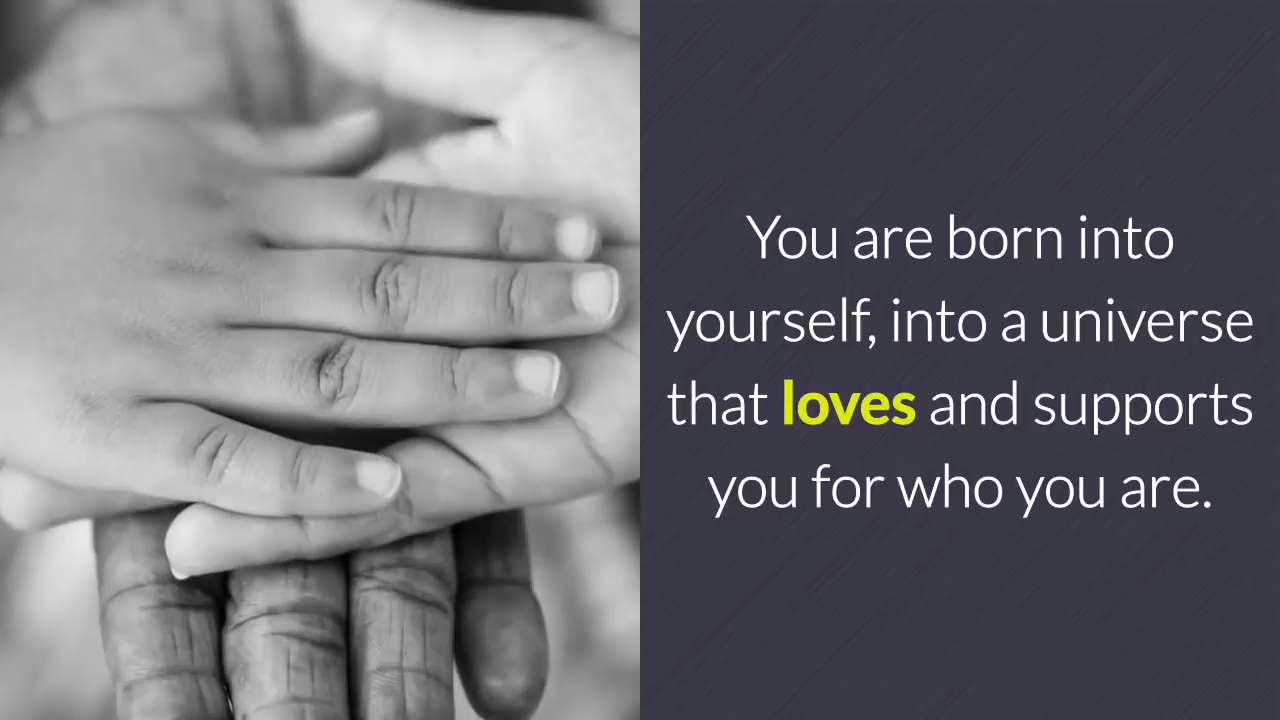 You are born into
yourself, into a universe
that loves and supports
you for who you are.